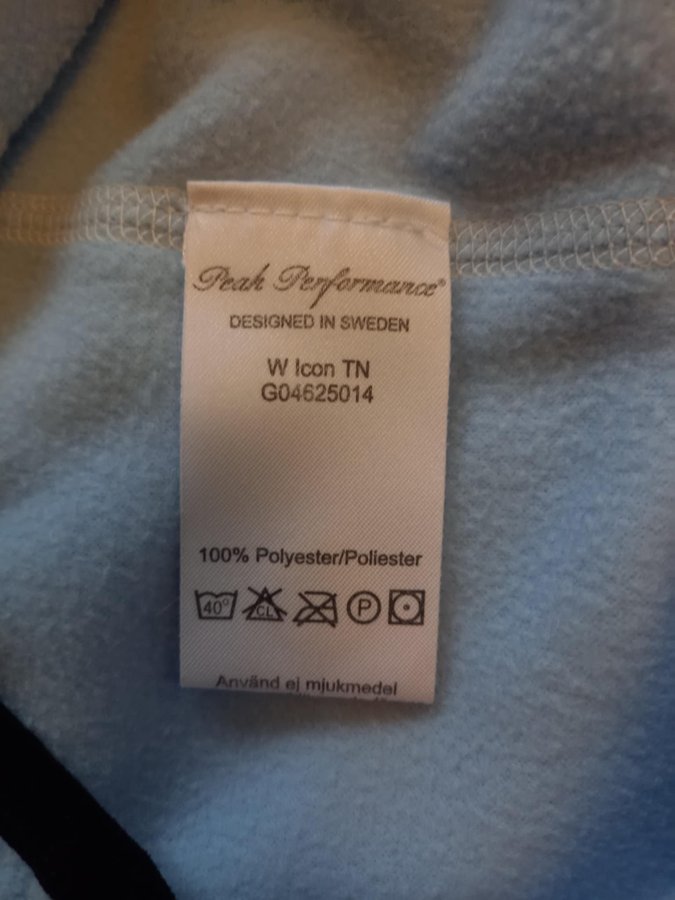 Peak Performance®
DESIGNED IN SWEDEN
W Icon TN
G04625014
100% Polyester/Poliester
40° CL P
Använd ej mjukmedel